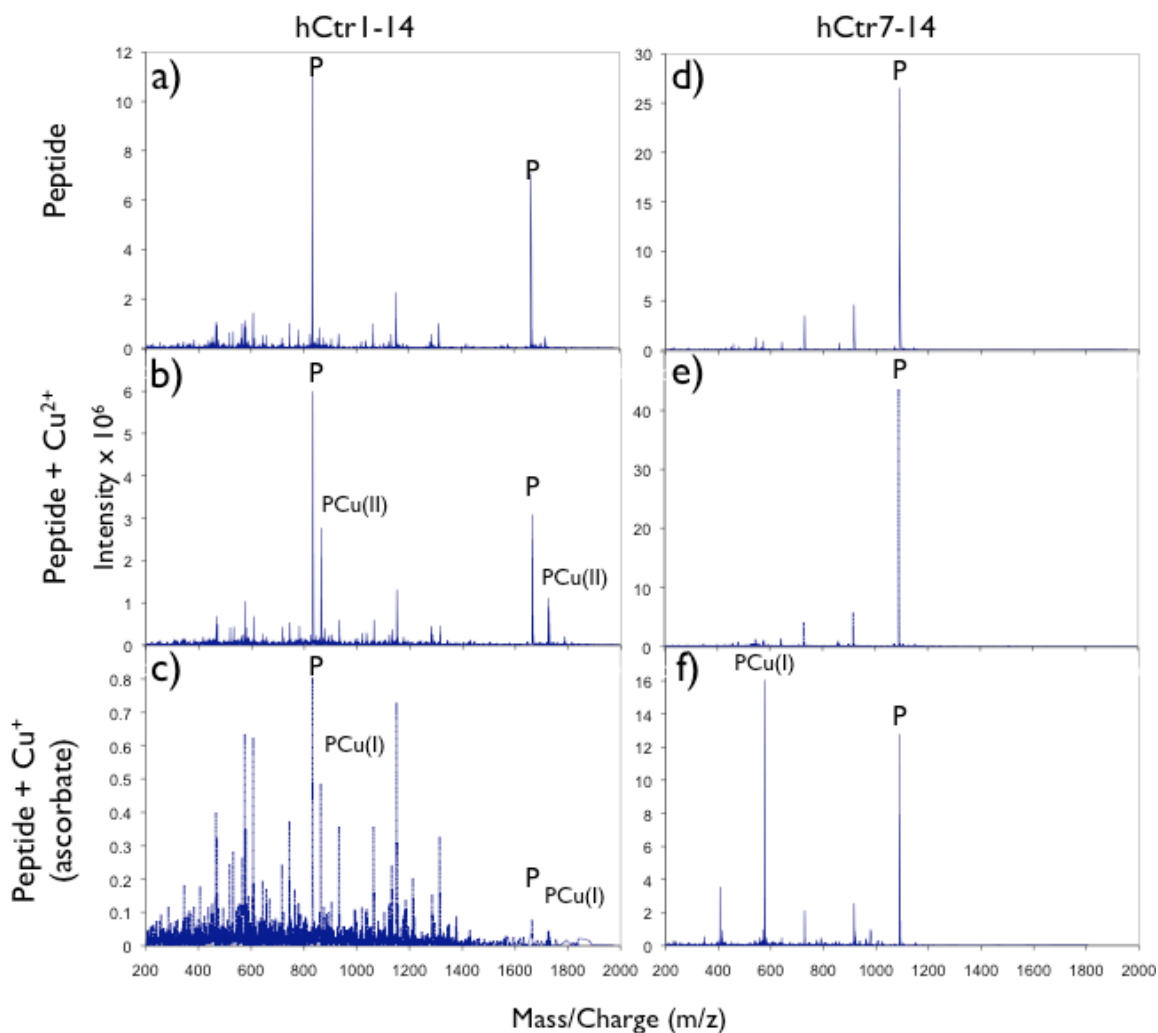 hCtr1-14
hCtr7-14
Peptide
a)
P
P
12
10
8
6
4
2
0
d)
P
30
25
20
15
10
5
0
Peptide + Cu2+
Intensity x 10⁶
b)
P
PCu(II)
P
PCu(II)
6
5
4
3
2
1
0
e)
P
40
30
20
10
0
Peptide + Cu+
(ascorbate)
c)
P
PCu(I)
P
PCu(I)
0.8
0.7
0.6
0.5
0.4
0.3
0.2
0.1
0
f)
PCu(I)
P
16
14
12
10
8
6
4
2
0
200 400 600 800 1000 1200 1400 1600 1800 2000
200 600 800 1000 1200 1400 1600 1800 2000
Mass/Charge (m/z)